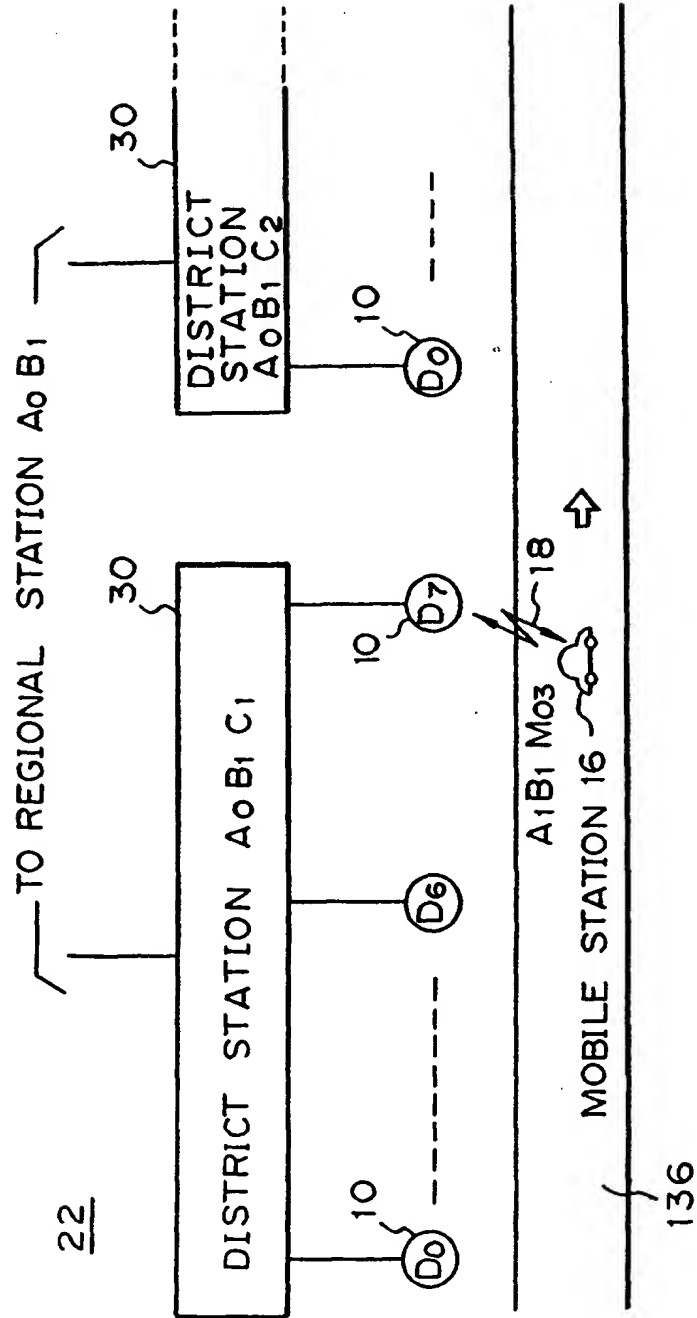 22
TO REGIONAL STATION A0 B1
30
30
DISTRICT STATION A0 B1 C1
DISTRICT
STATION
A0 B1 C2
10
D0
D6
10
D7
10
D0
18
A1 B1 M03
MOBILE STATION 16
136